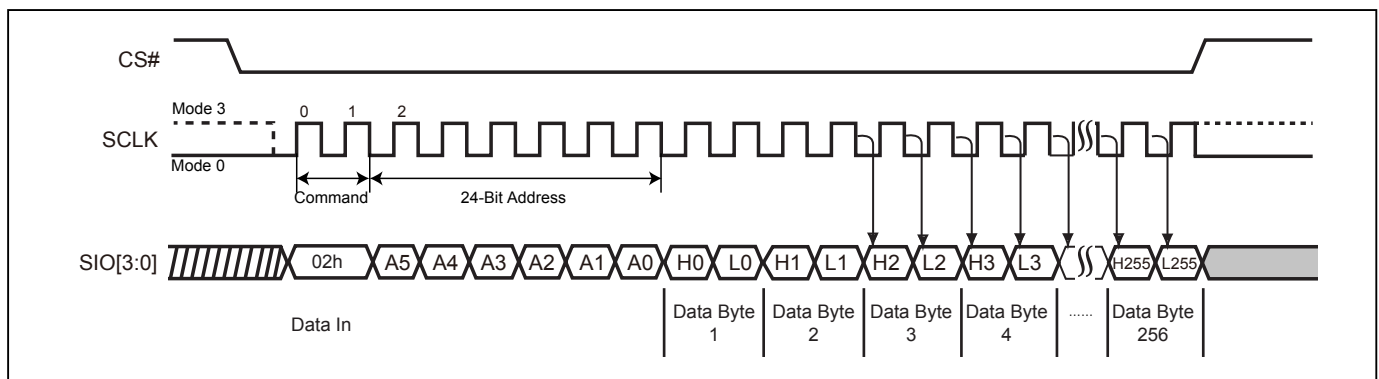 CS#
Mode 3
0 1 2
SCLK
Mode 0
Command
24-Bit Address
SIO[3:0]
02h A5 A4 A3 A2 A1 A0 H0 L0 H1 L1 H2 L2 H3 L3 H255 L255
Data In
Data Byte 1
Data Byte 2
Data Byte 3
Data Byte 4
......
Data Byte 256